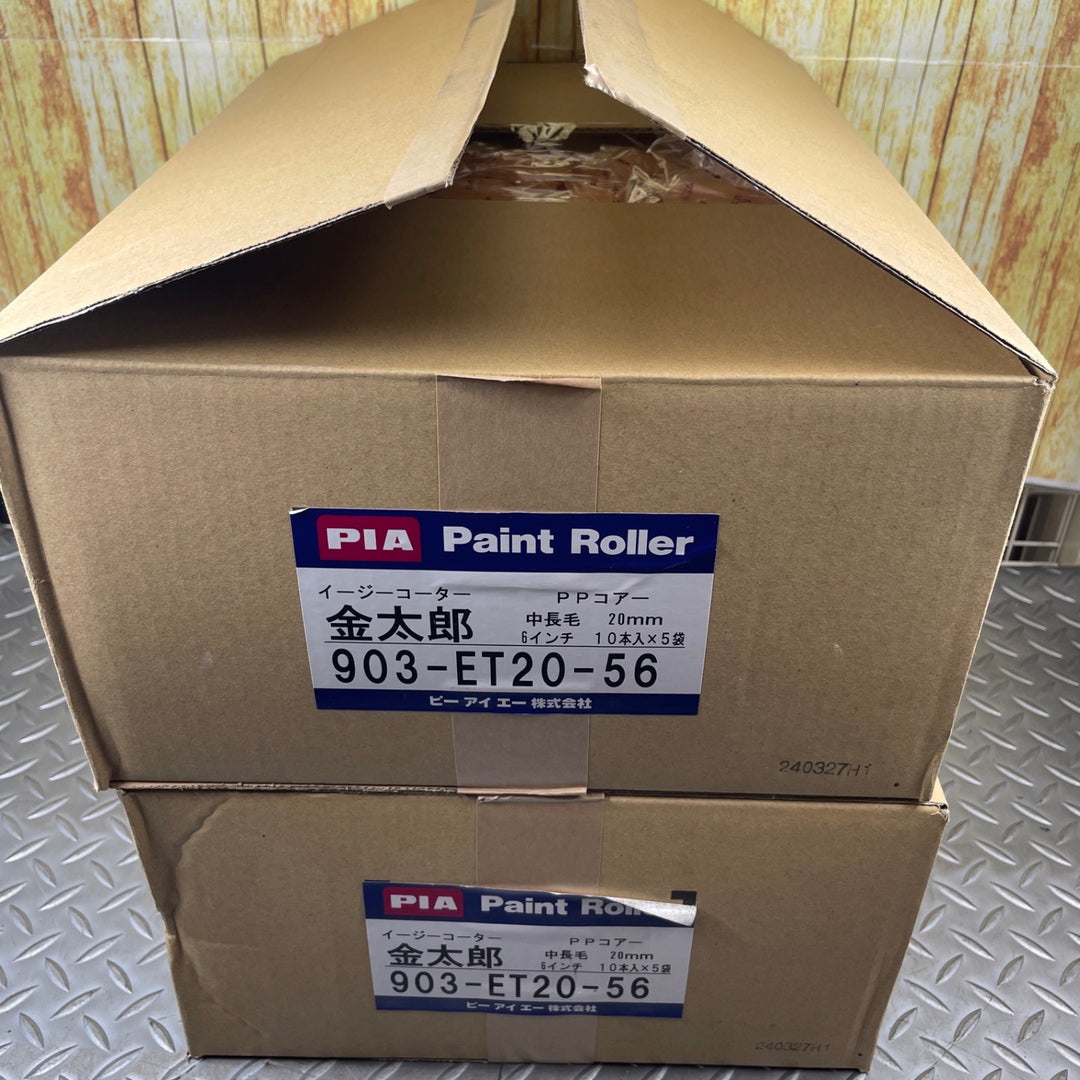 PIA Paint Roller
イージーコーター PPコアー
金太郎 中長毛 20mm
6インチ 10本入×5袋
903-ET20-56
ピー アイ エー 株式会社
240327H1
PIA Paint
イージーコーター PPコアー
金太郎 中長毛 20mm
6インチ 10本入×5袋
903-ET20-56
ピー アイ エー 株式会社
240327H1